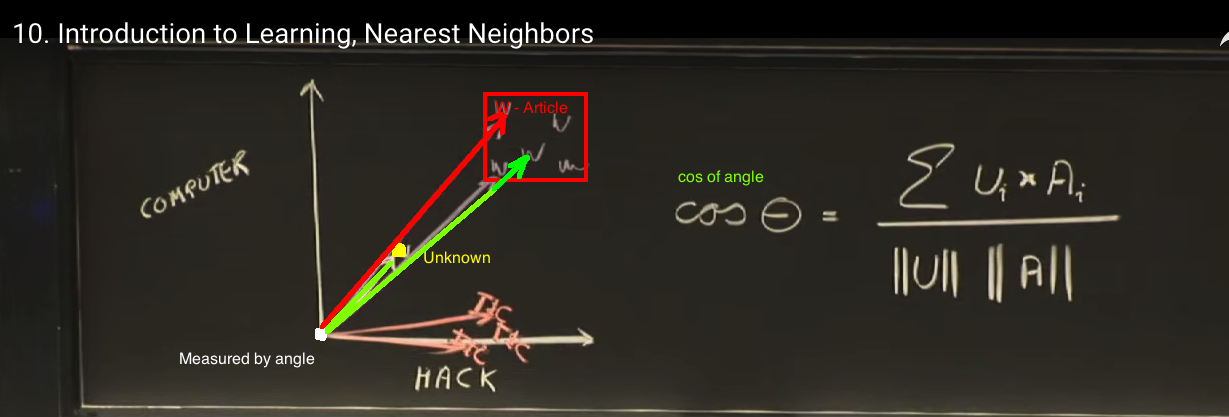 10. Introduction to Learning, Nearest Neighbors
W - Article
U
W W W
COMPUTER
cos of angle
cos Θ = ∑ Uᵢ × Aᵢ
||U|| ||A||
U
Unknown
T+C
T+C T+C
Measured by angle
HACK